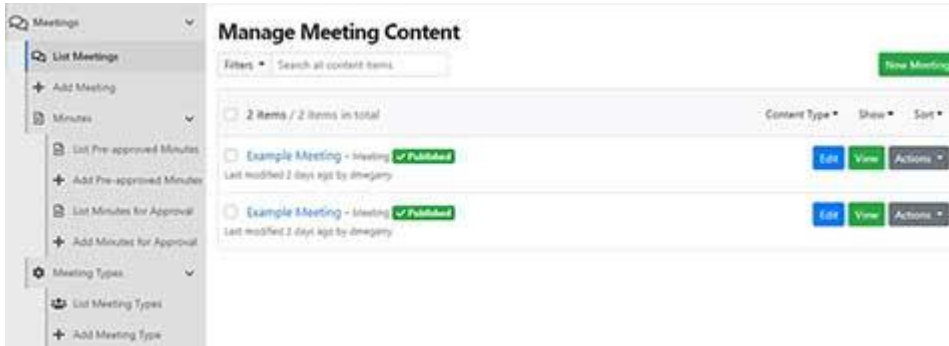 Meetings
List Meetings
Add Meeting
Minutes
List Pre-approved Minutes
Add Pre-approved Minutes
List Minutes for Approval
Add Minutes for Approval
Meeting Types
List Meeting Types
Add Meeting Type
Manage Meeting Content
Filters Search all content items
New Meeting
2 items / 2 items in total
Content Type Show Sort
Example Meeting - Meeting Published
Edit View Actions
Last modified 2 days ago by dmegarry
Example Meeting - Meeting Published
Edit View Actions
Last modified 2 days ago by dmegarry